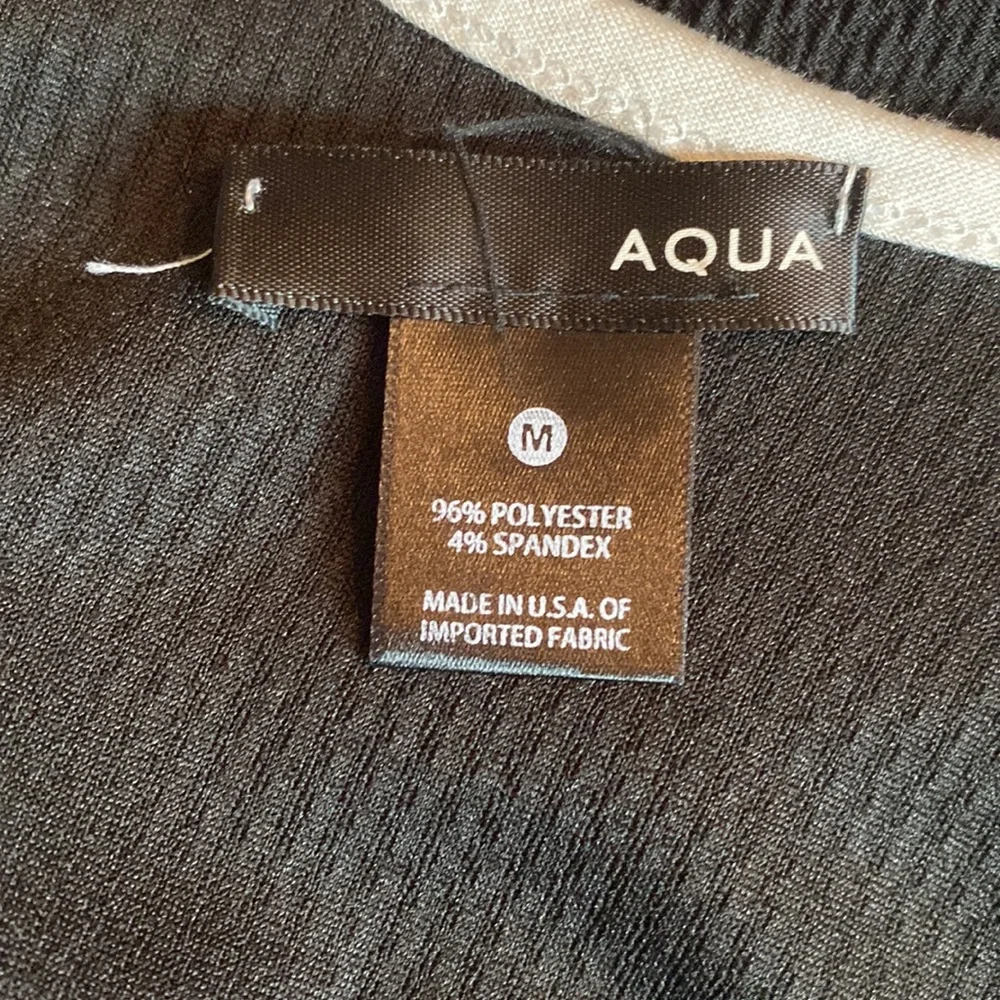 AQUA
M
96% POLYESTER
4% SPANDEX
MADE IN U.S.A. OF
IMPORTED FABRIC